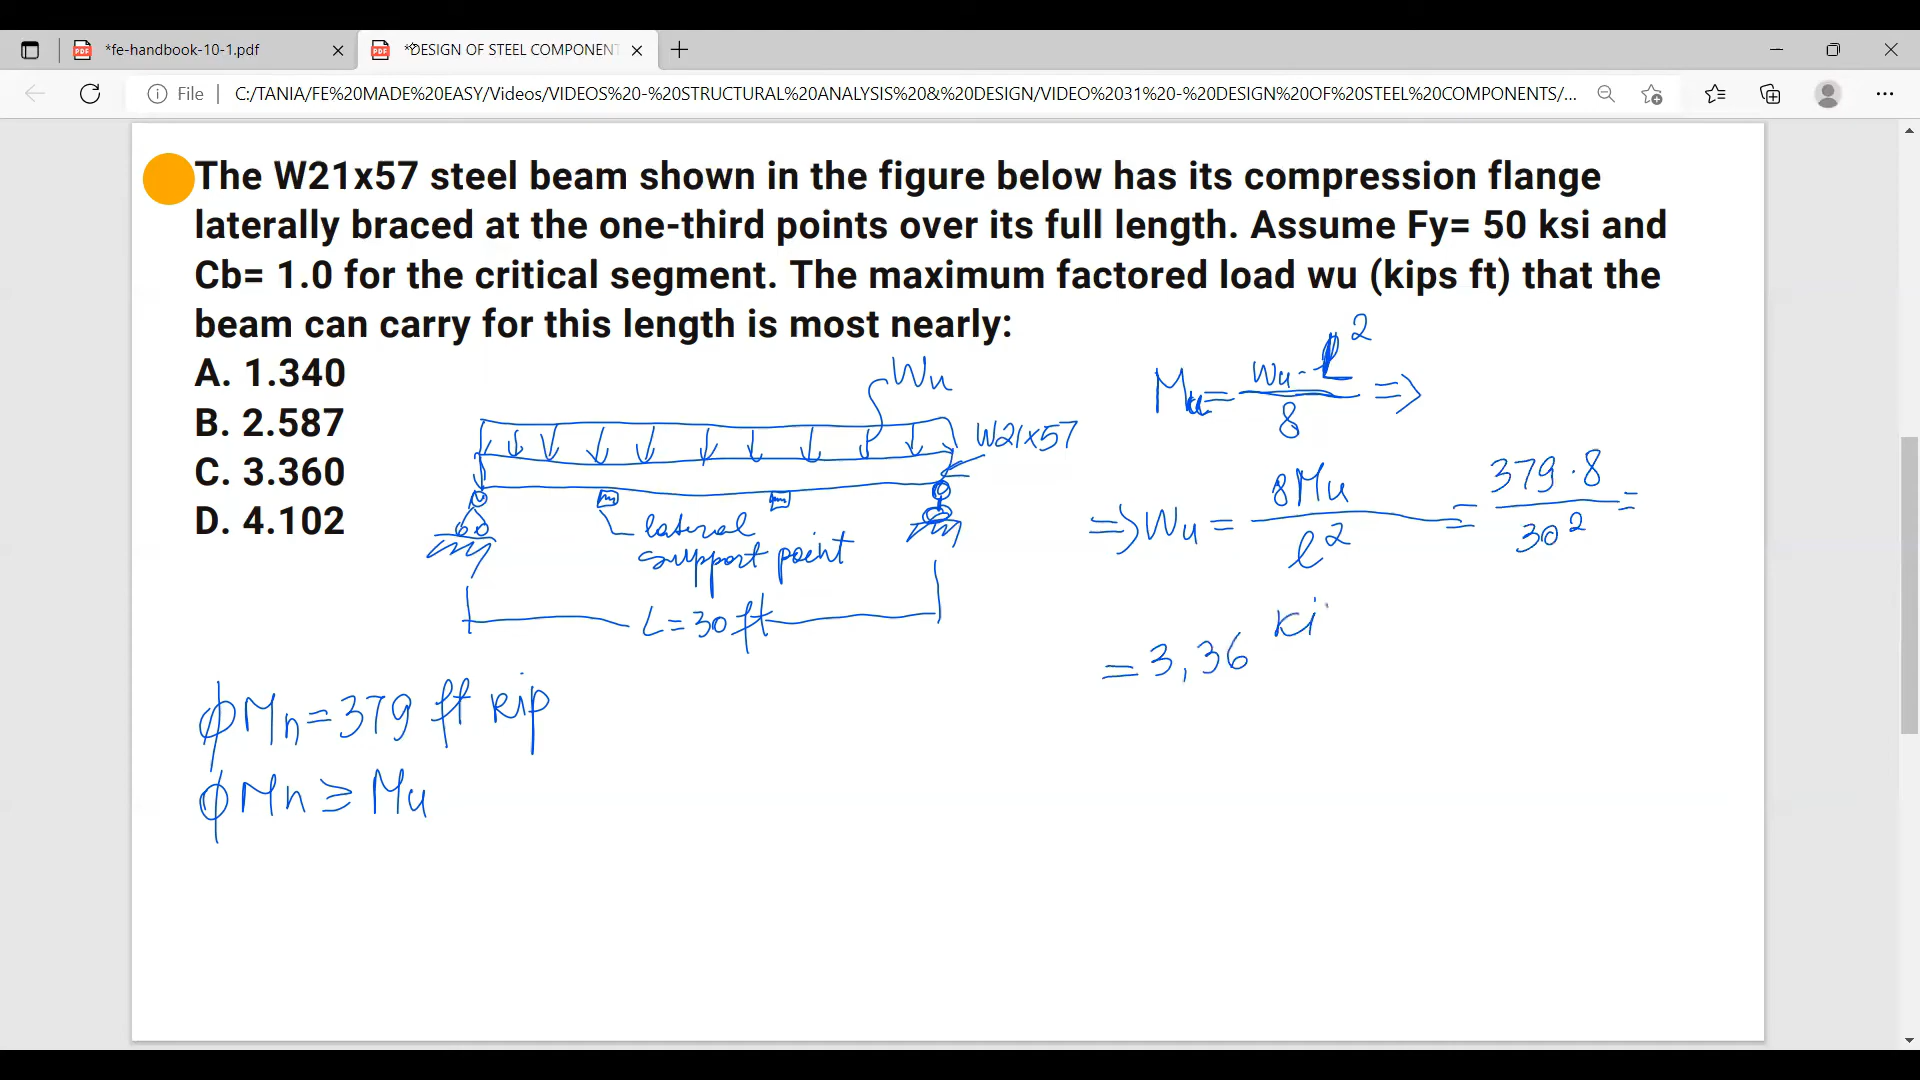 *fe-handbook-10-1.pdf
*DESIGN OF STEEL COMPONENT
File
C:/TANIA/FE%20MADE%20EASY/Videos/VIDEOS%20-%20STRUCTURAL%20ANALYSIS%20&%20DESIGN/VIDEO%2031%20-%20DESIGN%20OF%20STEEL%20COMPONENTS/...
The W21x57 steel beam shown in the figure below has its compression flange
laterally braced at the one-third points over its full length. Assume Fy= 50 ksi and
Cb= 1.0 for the critical segment. The maximum factored load wu (kips ft) that the
beam can carry for this length is most nearly:
A. 1.340
B. 2.587
C. 3.360
D. 4.102
Wu
W21x57
lateral
support point
L = 30 ft
ϕMn = 379 ft kip
ϕMn ≥ Mu
Mu = Wu · l² / 8 =>
=> Wu = 8Mu / l² = 379 · 8 / 30² =
= 3,36 Ki